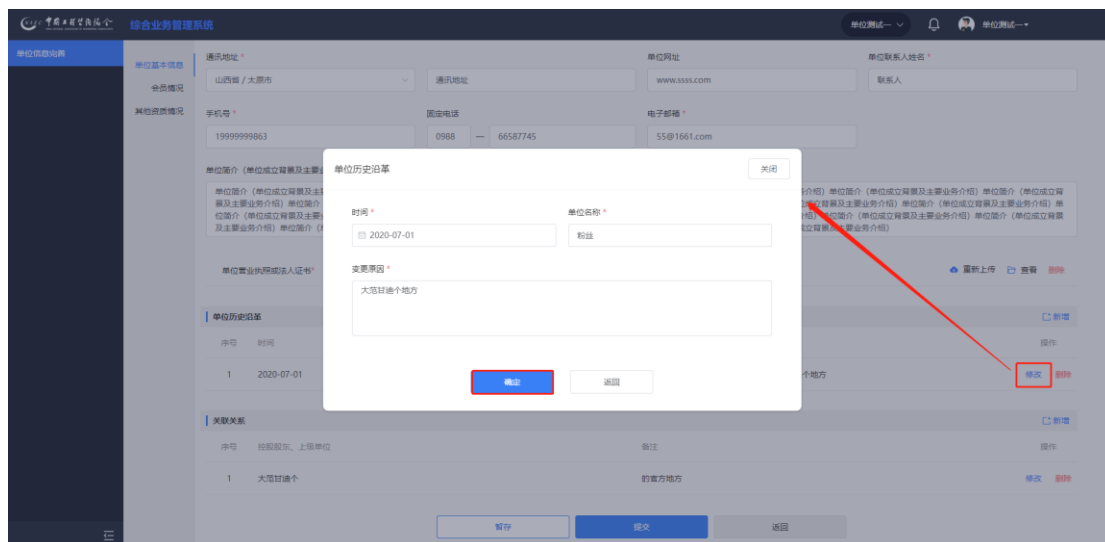 综合业务管理系统
单位测试一
单位测试一
单位信息完善
单位基本信息
会员情况
其他资质情况
通讯地址 *
单位网址
单位联系人姓名 *
山西省 / 太原市
通讯地址
www.ssss.com
联系人
手机号 *
固定电话
电子邮箱 *
19999999863
0988 — 66587745
55@1661.com
单位简介（单位成立背景及主要
单位历史沿革
关闭
时间 *
单位名称 *
2020-07-01
粉丝
变更原因 *
大范甘迪个地方
确定
返回
单位营业执照或法人证书*
重新上传 查看 删除
单位历史沿革
新增
序号 时间
操作
1 2020-07-01
个地方
修改 删除
关联关系
新增
序号 控股股东、上级单位
备注
操作
1 大范甘迪个
的官方地方
修改 删除
暂存
提交
返回